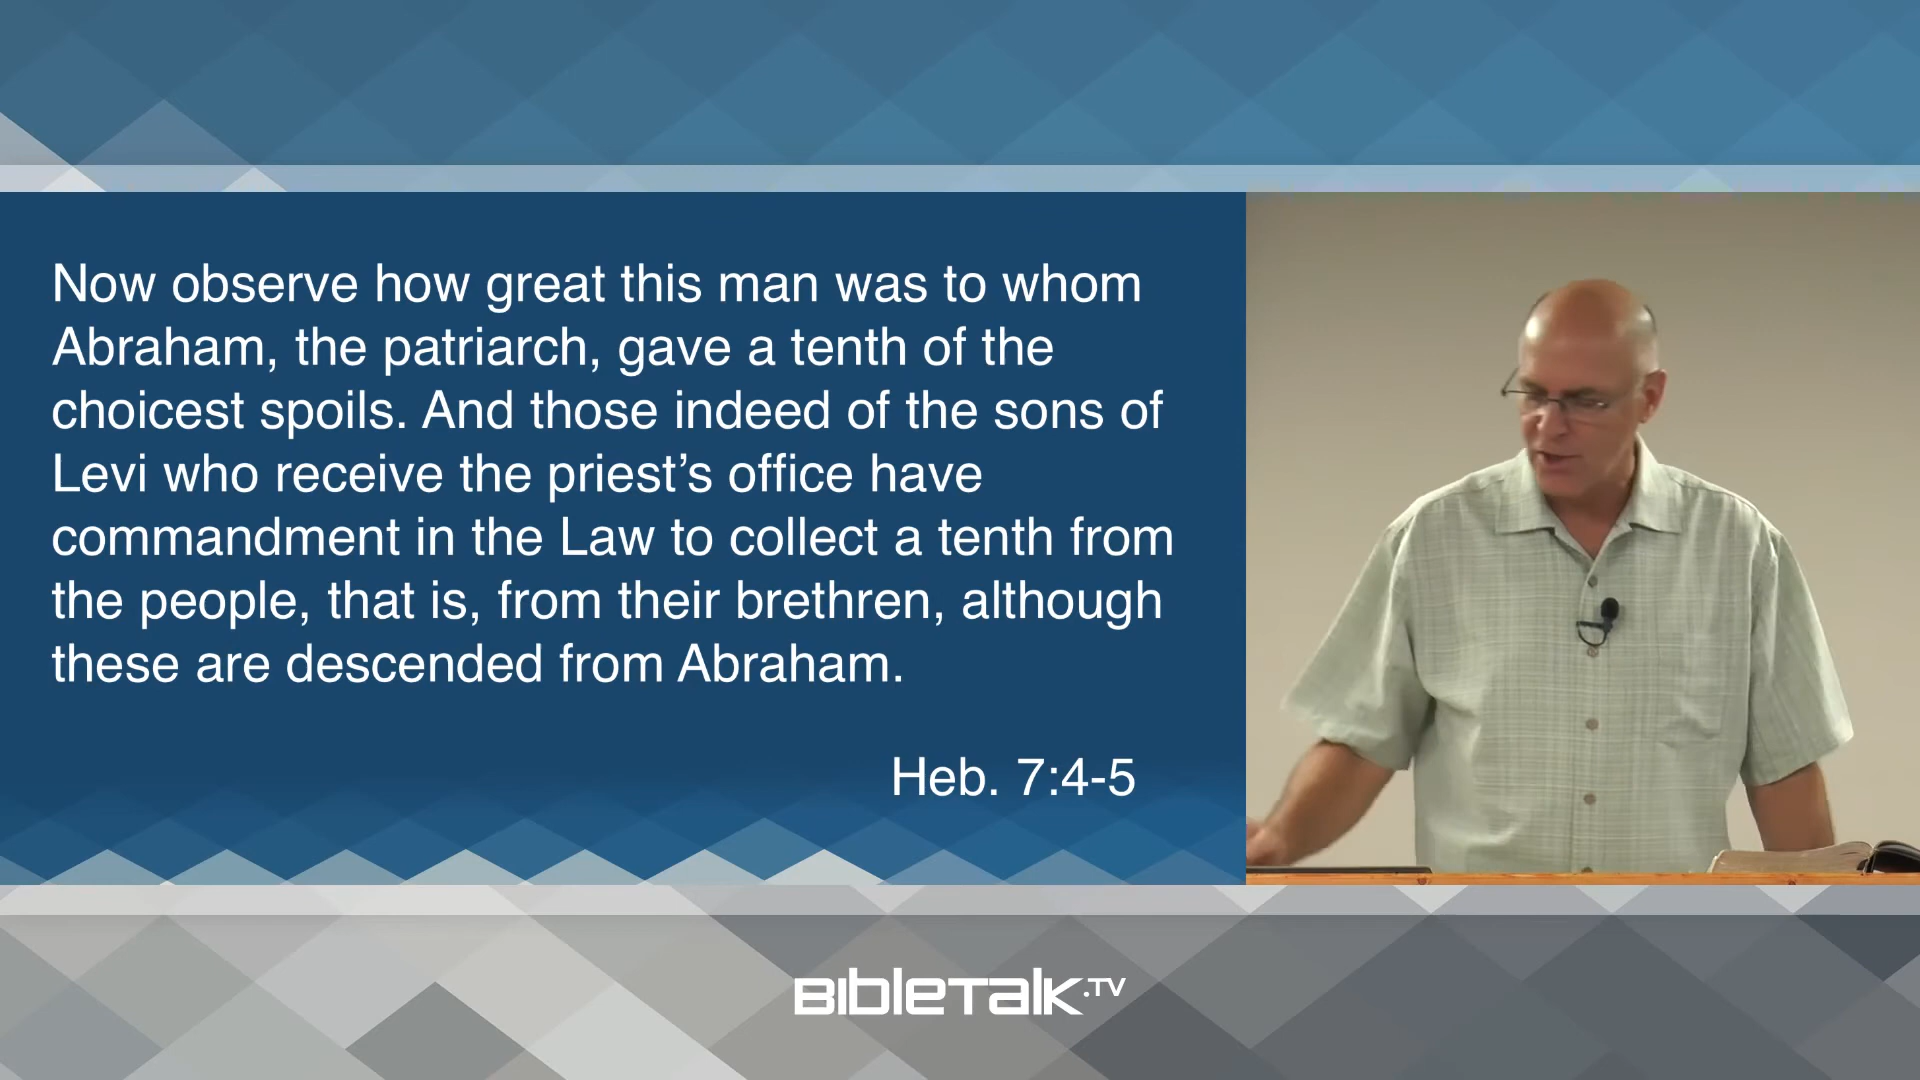 Now observe how great this man was to whom
Abraham, the patriarch, gave a tenth of the
choicest spoils. And those indeed of the sons of
Levi who receive the priest’s office have
commandment in the Law to collect a tenth from
the people, that is, from their brethren, although
these are descended from Abraham.
Heb. 7:4-5
BibleTalk.TV